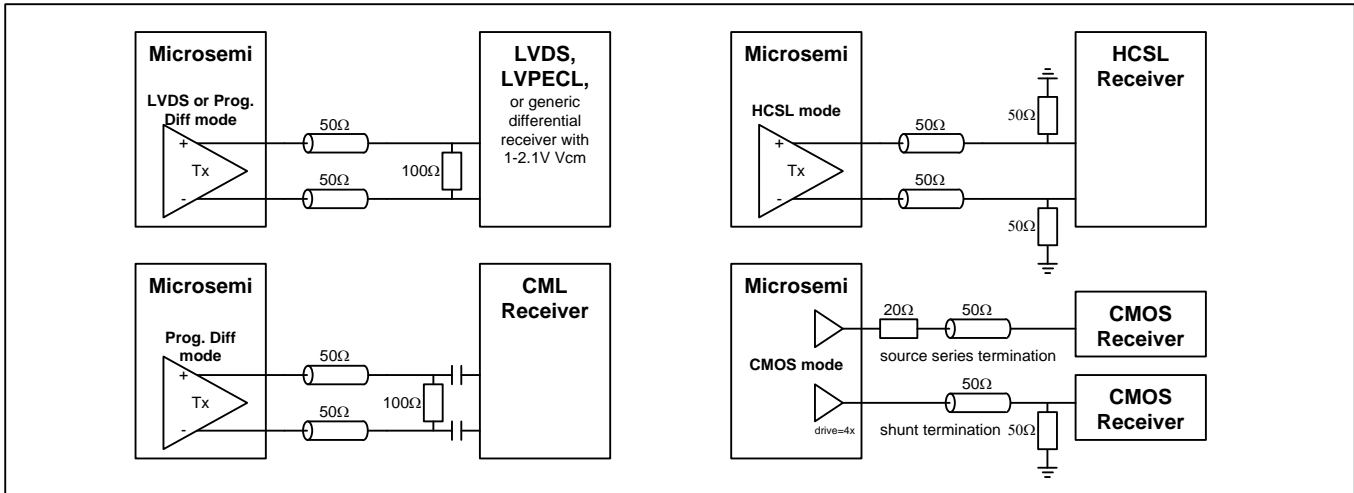 Microsemi
LVDS or Prog.
Diff mode
+
Tx
-
50Ω
50Ω
100Ω
LVDS,
LVPECL,
or generic
differential
receiver with
1-2.1V Vcm
Microsemi
HCSL mode
+
Tx
-
50Ω
50Ω
50Ω
50Ω
HCSL
Receiver
Microsemi
Prog. Diff
mode
+
Tx
-
50Ω
50Ω
100Ω
CML
Receiver
Microsemi
CMOS mode
drive=4x
20Ω
50Ω
source series termination
CMOS
Receiver
50Ω
shunt termination
50Ω
CMOS
Receiver